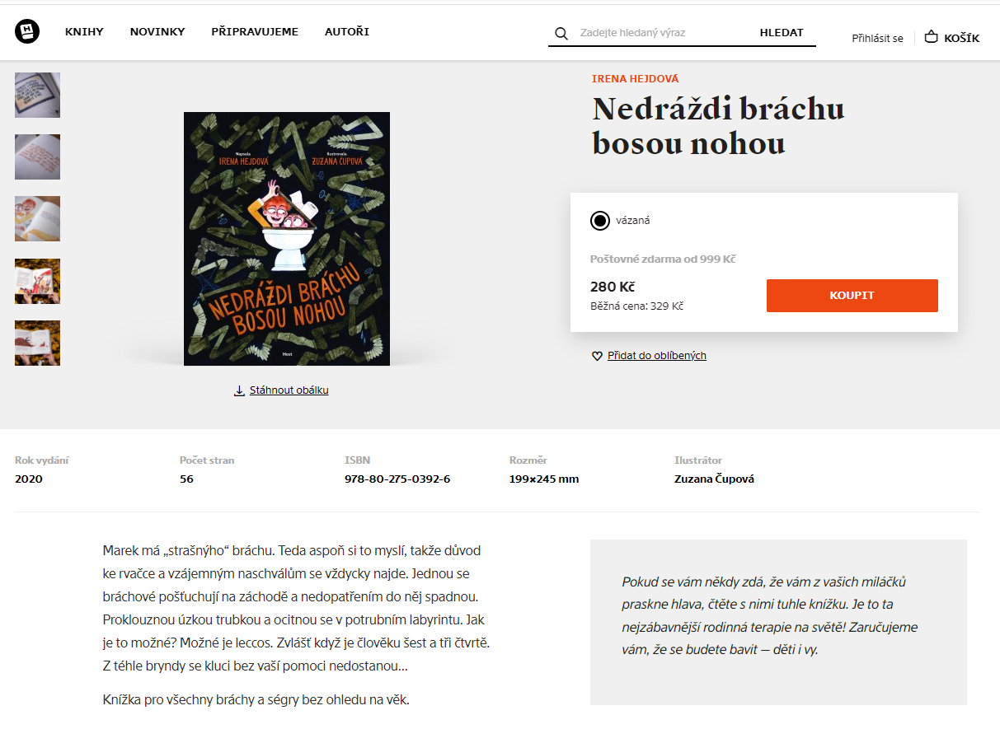 KNIHY NOVINKY PŘIPRAVUJEME AUTOŘI Zadejte hledaný výraz HLEDAT Přihlásit se KOŠÍK
IRENA HEJDOVÁ
Nedráždi bráchu
bosou nohou
Napsala
IRENA HEJDOVÁ
Ilustrovala
ZUZANA ČUPOVÁ
NEDRÁŽDI BRÁCHU
BOSOU NOHOU
Host
Stáhnout obálku
vázaná
Poštovné zdarma od 999 Kč
280 Kč
Běžná cena: 329 Kč
KOUPIT
Přidat do oblíbených
Rok vydání
2020
Počet stran
56
ISBN
978-80-275-0392-6
Rozměr
199×245 mm
Ilustrátor
Zuzana Čupová
Marek má „strašnýho“ bráchu. Teda aspoň si to myslí, takže důvod
ke rvačce a vzájemným naschválům se vždycky najde. Jednou se
bráchové pošťuchují na záchodě a nedopatřením do něj spadnou.
Proklouznou úzkou trubkou a ocitnou se v potrubním labyrintu. Jak
je to možné? Možné je leccos. Zvlášť když je člověku šest a tři čtvrtě.
Z téhle bryndy se kluci bez vaší pomoci nedostanou...
Knížka pro všechny bráchy a ségry bez ohledu na věk.
Pokud se vám někdy zdá, že vám z vašich miláčků
praskne hlava, čtěte s nimi tuhle knížku. Je to ta
nejzábavnější rodinná terapie na světě! Zaručujeme
vám, že se budete bavit — děti i vy.